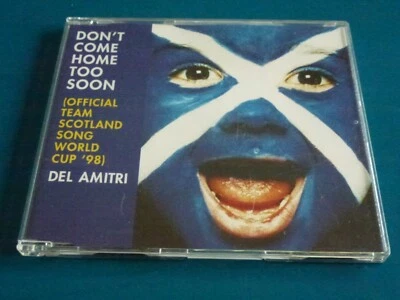 DON'T
COME
HOME
TOO
SOON
(OFFICIAL
TEAM
SCOTLAND
SONG
WORLD
CUP '98)
DEL AMITRI